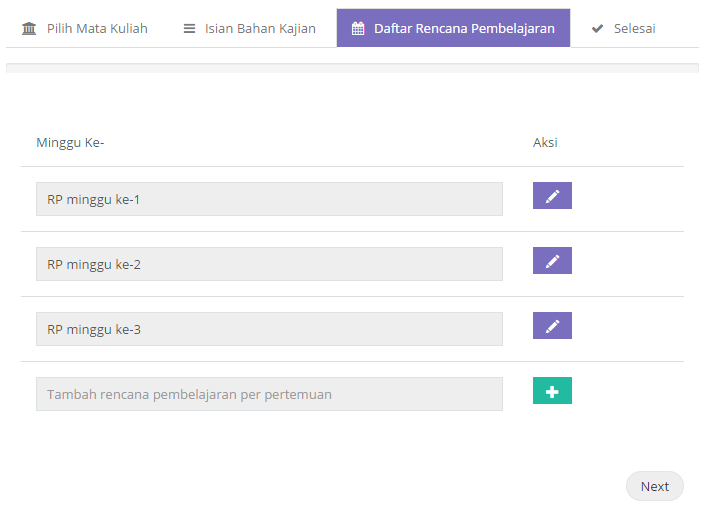 Pilih Mata Kuliah Isian Bahan Kajian Daftar Rencana Pembelajaran Selesai
Minggu Ke- Aksi
RP minggu ke-1
RP minggu ke-2
RP minggu ke-3
Tambah rencana pembelajaran per pertemuan
Next